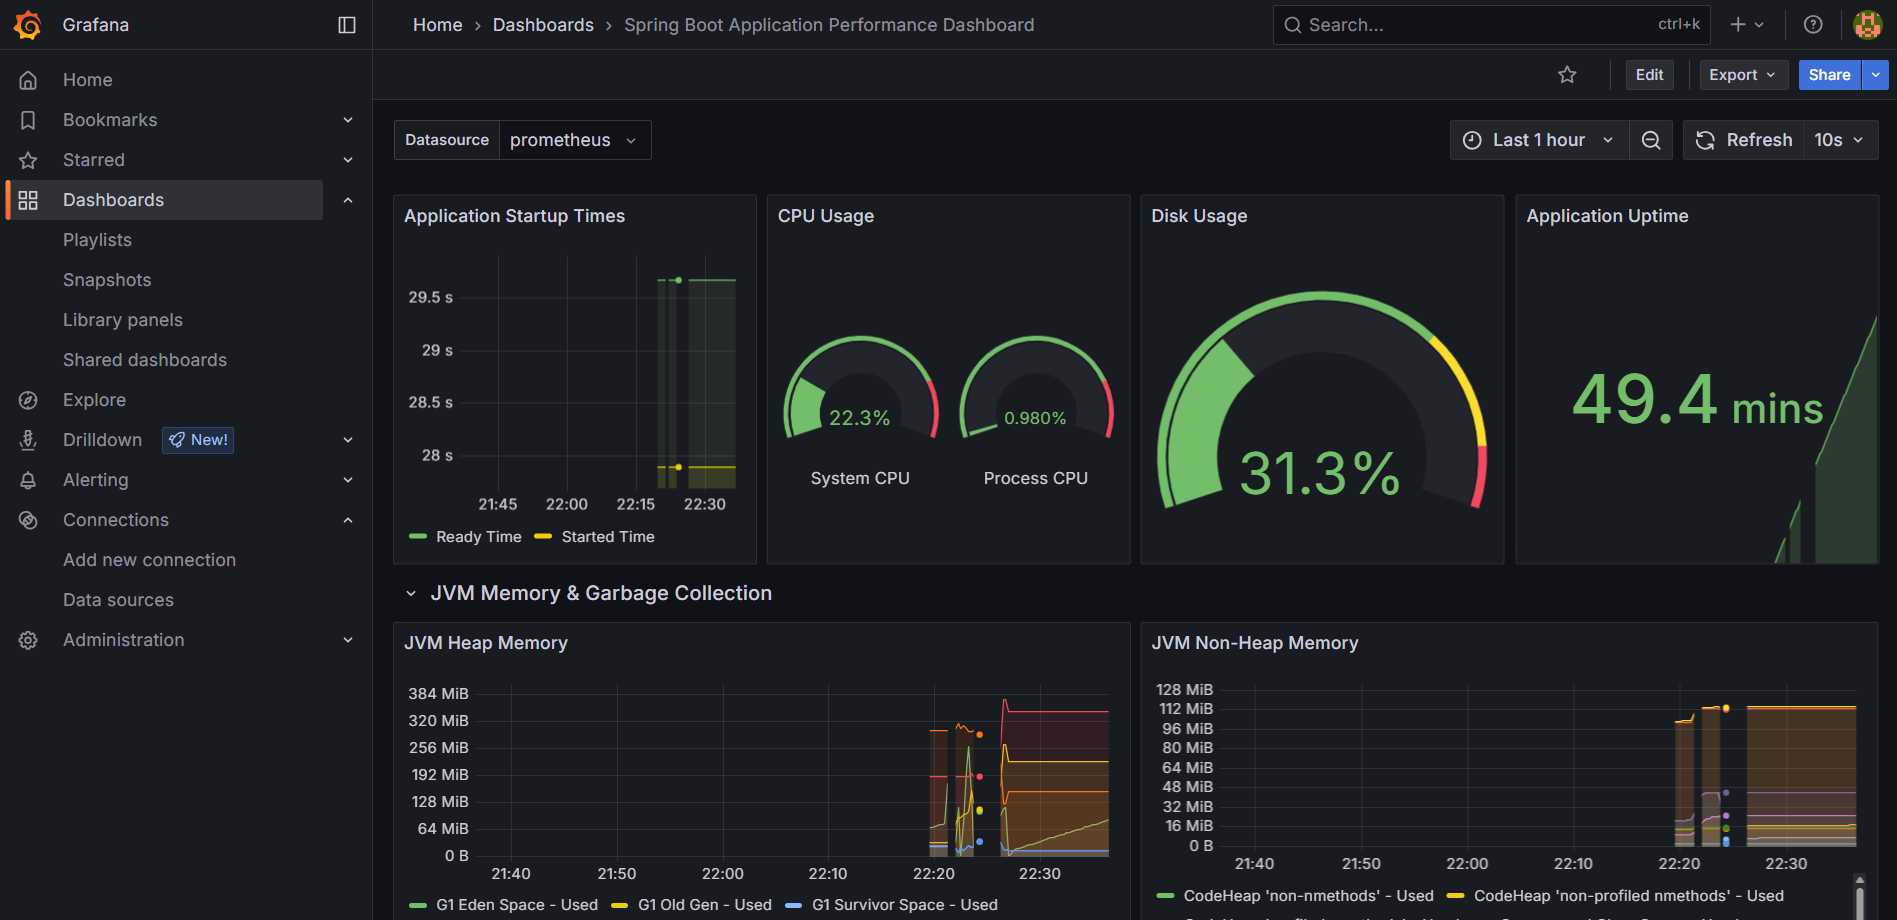 Grafana
Home › Dashboards › Spring Boot Application Performance Dashboard
Search...
ctrl+k
Edit
Export
Share
Home
Bookmarks
Starred
Dashboards
Playlists
Snapshots
Library panels
Shared dashboards
Explore
Drilldown
New!
Alerting
Connections
Add new connection
Data sources
Administration
Datasource
prometheus
Last 1 hour
Refresh
10s
Application Startup Times
29.5 s
29 s
28.5 s
28 s
21:45 22:00 22:15 22:30
Ready Time Started Time
CPU Usage
22.3%
0.980%
System CPU
Process CPU
Disk Usage
31.3%
Application Uptime
49.4 mins
JVM Memory & Garbage Collection
JVM Heap Memory
384 MiB
320 MiB
256 MiB
192 MiB
128 MiB
64 MiB
0 B
21:40 21:50 22:00 22:10 22:20 22:30
G1 Eden Space - Used G1 Old Gen - Used G1 Survivor Space - Used
JVM Non-Heap Memory
128 MiB
112 MiB
96 MiB
80 MiB
64 MiB
48 MiB
32 MiB
16 MiB
0 B
21:40 21:50 22:00 22:10 22:20 22:30
CodeHeap 'non-nmethods' - Used CodeHeap 'non-profiled nmethods' - Used